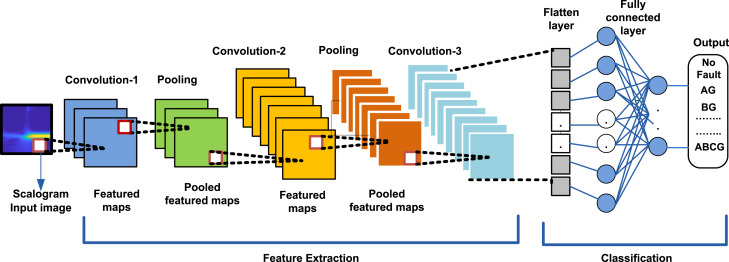 Flatten
layer
Fully
connected
layer
Convolution-1
Pooling
Convolution-2
Pooling
Convolution-3
Output
No
Fault
AG
BG
........
........
ABCG
Scalogram
Input image
Featured
maps
Pooled
featured maps
Featured
maps
Pooled
featured maps
Feature Extraction
Classification